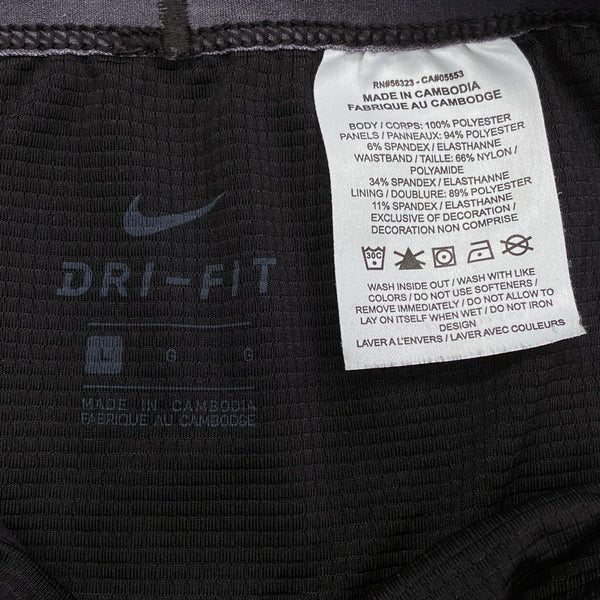 RN#56323 - CA#05553
MADE IN CAMBODIA
FABRIQUE AU CAMBODGE
BODY / CORPS: 100% POLYESTER
PANELS / PANNEAUX: 94% POLYESTER
6% SPANDEX / ELASTHANNE
WAISTBAND / TAILLE: 66% NYLON /
POLYAMIDE
34% SPANDEX / ELASTHANNE
LINING / DOUBLURE: 89% POLYESTER
11% SPANDEX / ELASTHANNE
EXCLUSIVE OF DECORATION /
DECORATION NON COMPRISE
30C
WASH INSIDE OUT / WASH WITH LIKE
COLORS / DO NOT USE SOFTENERS /
REMOVE IMMEDIATELY / DO NOT ALLOW TO
LAY ON ITSELF WHEN WET / DO NOT IRON
DESIGN
LAVER A L'ENVERS / LAVER AVEC COULEURS
DRI-FIT
L G G
MADE IN CAMBODIA
FABRIQUE AU CAMBODGE